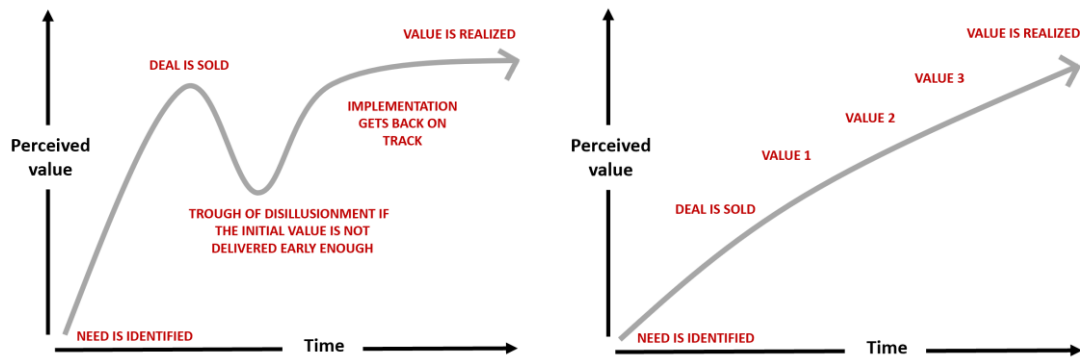 VALUE IS REALIZED
DEAL IS SOLD
IMPLEMENTATION
GETS BACK ON
TRACK
Perceived
value
TROUGH OF DISILLUSIONMENT IF
THE INITIAL VALUE IS NOT
DELIVERED EARLY ENOUGH
NEED IS IDENTIFIED
Time
VALUE IS REALIZED
VALUE 3
VALUE 2
Perceived
value
VALUE 1
DEAL IS SOLD
NEED IS IDENTIFIED
Time